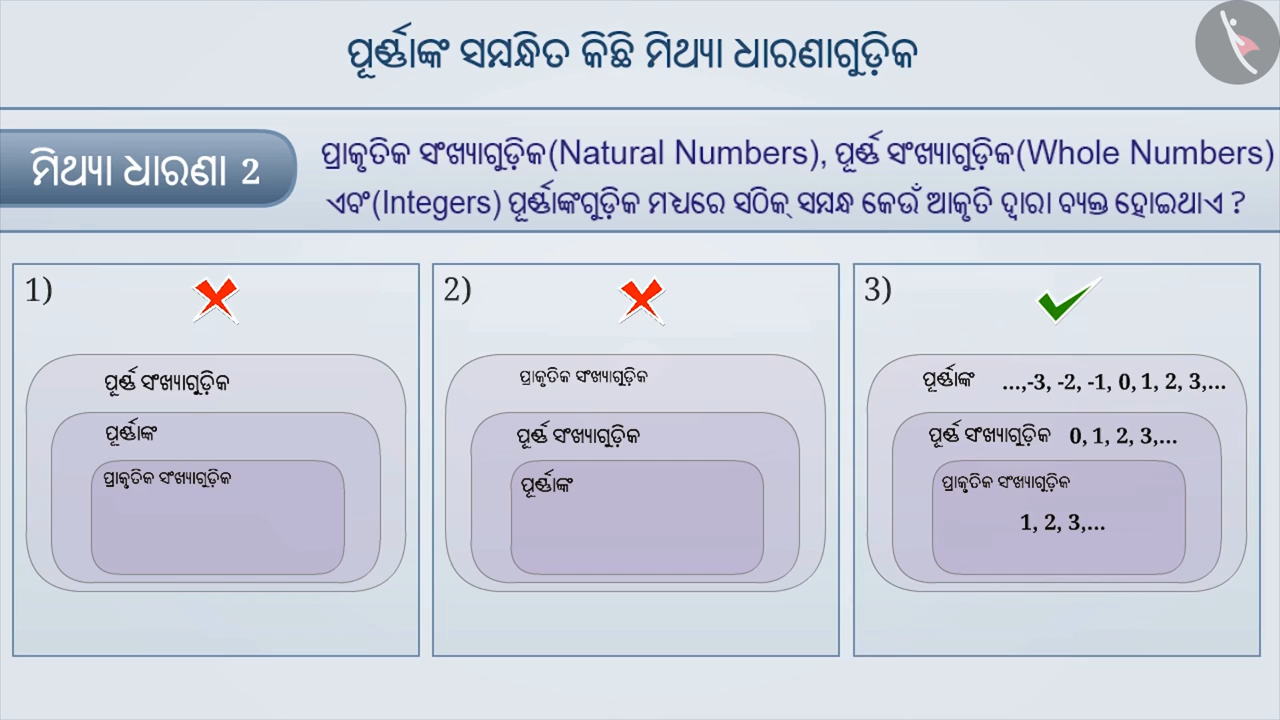 ପୂର୍ଣ୍ଣାଙ୍କ ସମ୍ବନ୍ଧିତ କିଛି ମିଥ୍ୟା ଧାରଣାଗୁଡ଼ିକ
ମିଥ୍ୟା ଧାରଣା 2
ପ୍ରାକୃତିକ ସଂଖ୍ୟାଗୁଡ଼ିକ(Natural Numbers), ପୂର୍ଣ୍ଣ ସଂଖ୍ୟାଗୁଡ଼ିକ(Whole Numbers)
ଏବଂ(Integers) ପୂର୍ଣ୍ଣାଙ୍କଗୁଡ଼ିକ ମଧ୍ୟରେ ସଠିକ୍ ସମ୍ବନ୍ଧ କେଉଁ ଆକୃତି ଦ୍ୱାରା ବ୍ୟକ୍ତ ହୋଇଥାଏ ?
1)
ପୂର୍ଣ୍ଣ ସଂଖ୍ୟାଗୁଡ଼ିକ
ପୂର୍ଣ୍ଣାଙ୍କ
ପ୍ରାକୃତିକ ସଂଖ୍ୟାଗୁଡ଼ିକ
2)
ପ୍ରାକୃତିକ ସଂଖ୍ୟାଗୁଡ଼ିକ
ପୂର୍ଣ୍ଣ ସଂଖ୍ୟାଗୁଡ଼ିକ
ପୂର୍ଣ୍ଣାଙ୍କ
3)
ପୂର୍ଣ୍ଣାଙ୍କ ...,-3, -2, -1, 0, 1, 2, 3,...
ପୂର୍ଣ୍ଣ ସଂଖ୍ୟାଗୁଡ଼ିକ 0, 1, 2, 3,...
ପ୍ରାକୃତିକ ସଂଖ୍ୟାଗୁଡ଼ିକ
1, 2, 3,...